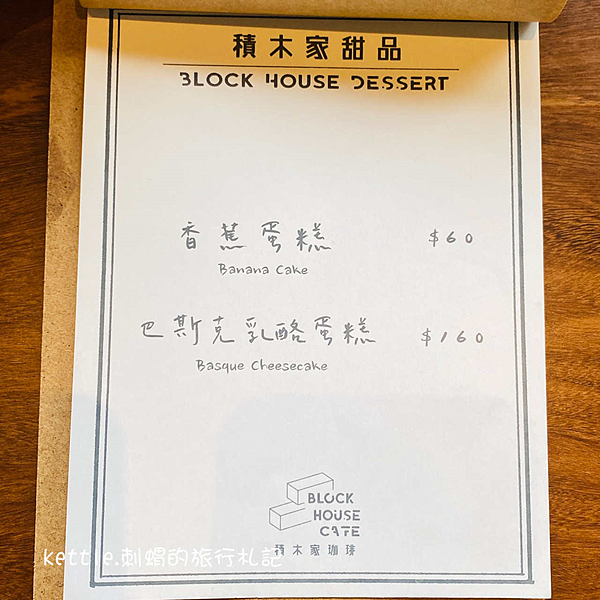 積木家甜品
BLOCK HOUSE DESSERT
香蕉蛋糕 $60
Banana Cake
巴斯克乳酪蛋糕 $160
Basque Cheesecake
BLOCK
HOUSE
CAFE
積木家珈琲
kettle.刺蝟的旅行札記